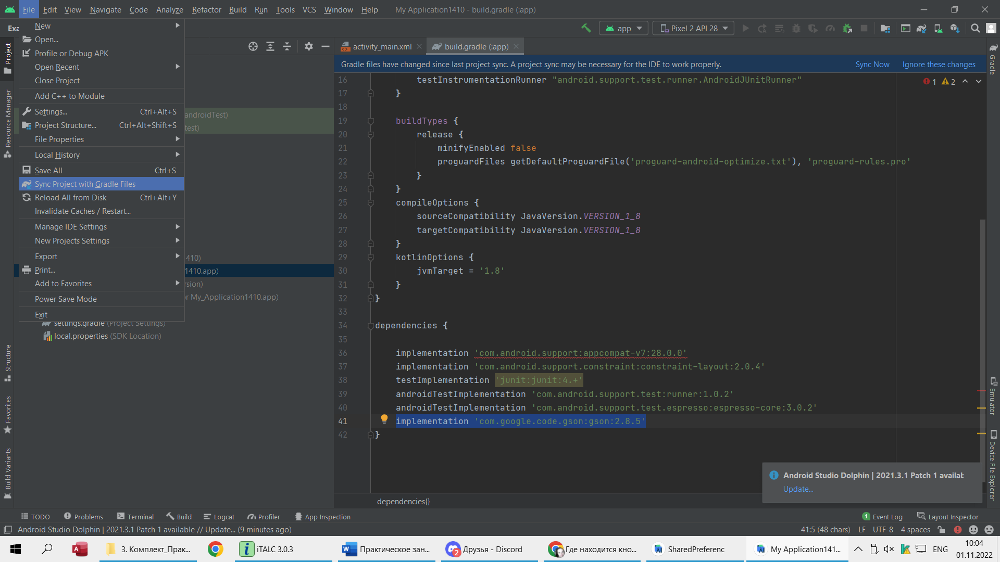 File Edit View Navigate Code Analyze Refactor Build Run Tools VCS Window Help My Application1410 - build.gradle (:app)
Exa
app Pixel 2 API 28
New
Open...
Profile or Debug APK
Open Recent
Close Project
Add C++ to Module
Settings... Ctrl+Alt+S
Project Structure... Ctrl+Alt+Shift+S
File Properties
Local History
Save All Ctrl+S
Sync Project with Gradle Files
Reload All from Disk Ctrl+Alt+Y
Invalidate Caches / Restart...
Manage IDE Settings
New Projects Settings
Export
Print...
Add to Favorites
Power Save Mode
Exit
androidTest)
test)
1410)
1410.app)
rsion)
or My_Application1410.app)
settings.gradle (Project Settings)
local.properties (SDK Location)
Project
Resource Manager
Structure
Favorites
Build Variants
activity_main.xml build.gradle (:app)
Gradle files have changed since last project sync. A project sync may be necessary for the IDE to work properly. Sync Now Ignore these changes
1 2
16 testInstrumentationRunner "android.support.test.runner.AndroidJUnitRunner"
17 }
18
19 buildTypes {
20 release {
21 minifyEnabled false
22 proguardFiles getDefaultProguardFile('proguard-android-optimize.txt'), 'proguard-rules.pro'
23 }
24 }
25 compileOptions {
26 sourceCompatibility JavaVersion.VERSION_1_8
27 targetCompatibility JavaVersion.VERSION_1_8
28 }
29 kotlinOptions {
30 jvmTarget = '1.8'
31 }
32 }
33
34 dependencies {
35
36 implementation 'com.android.support:appcompat-v7:28.0.0'
37 implementation 'com.android.support.constraint:constraint-layout:2.0.4'
38 testImplementation 'junit:junit:4.+'
39 androidTestImplementation 'com.android.support.test:runner:1.0.2'
40 androidTestImplementation 'com.android.support.test.espresso:espresso-core:3.0.2'
41 implementation 'com.google.code.gson:gson:2.8.5'
42 }
dependencies{}
Gradle
Emulator
Device File Explorer
Android Studio Dolphin | 2021.3.1 Patch 1 availab
Update...
TODO Problems Terminal Build Logcat Profiler App Inspection 1 Event Log Layout Inspector
Android Studio Dolphin | 2021.3.1 Patch 1 available // Update... (9 minutes ago) 41:5 (48 chars) LF UTF-8 4 spaces
3. Комплект_Прак... iTALC 3.0.3 Практическое зан... 2 Друзья - Discord Где находится кно... SharedPreferenc My Application141... ENG 10:04
01.11.2022